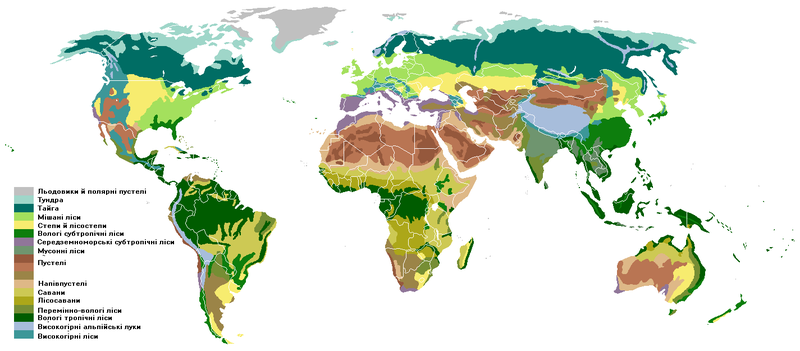 Льодовики й полярні пустелі
Тундра
Тайга
Мішані ліси
Степи й лісостепи
Вологі субтропічні ліси
Середземноморські субтропічні ліси
Мусонні ліси
Пустелі
Напівпустелі
Савани
Лісосавани
Перемінно-вологі ліси
Вологі тропічні ліси
Високогірні альпійські луки
Високогірні ліси